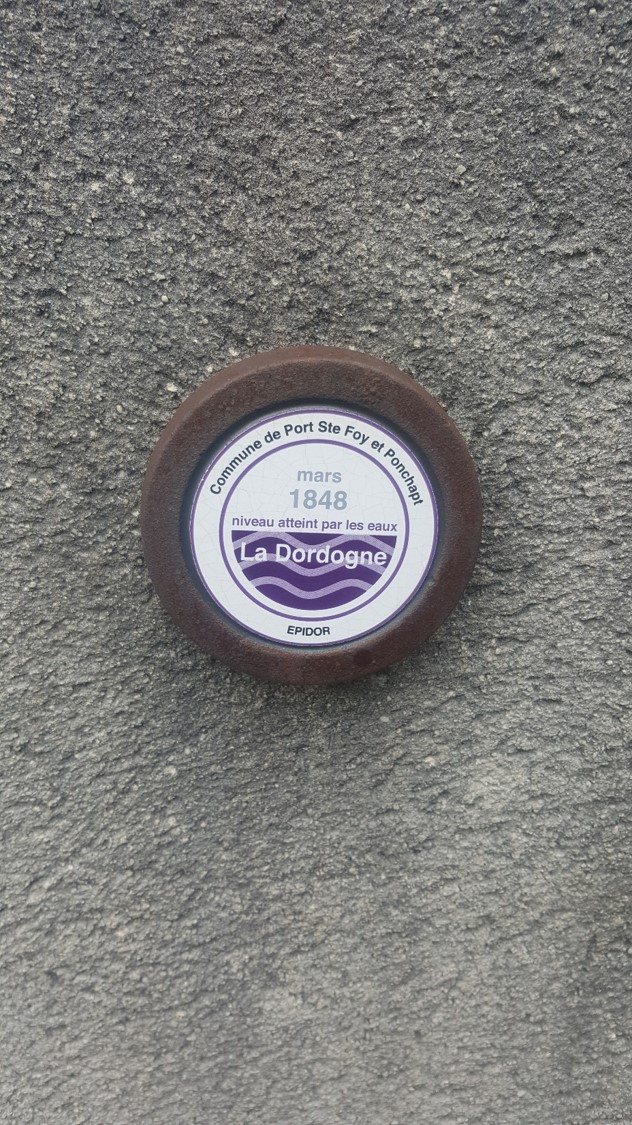 Commune de Port Ste Foy et Ponchapt
mars
1848
niveau atteint par les eaux
La Dordogne
EPIDOR